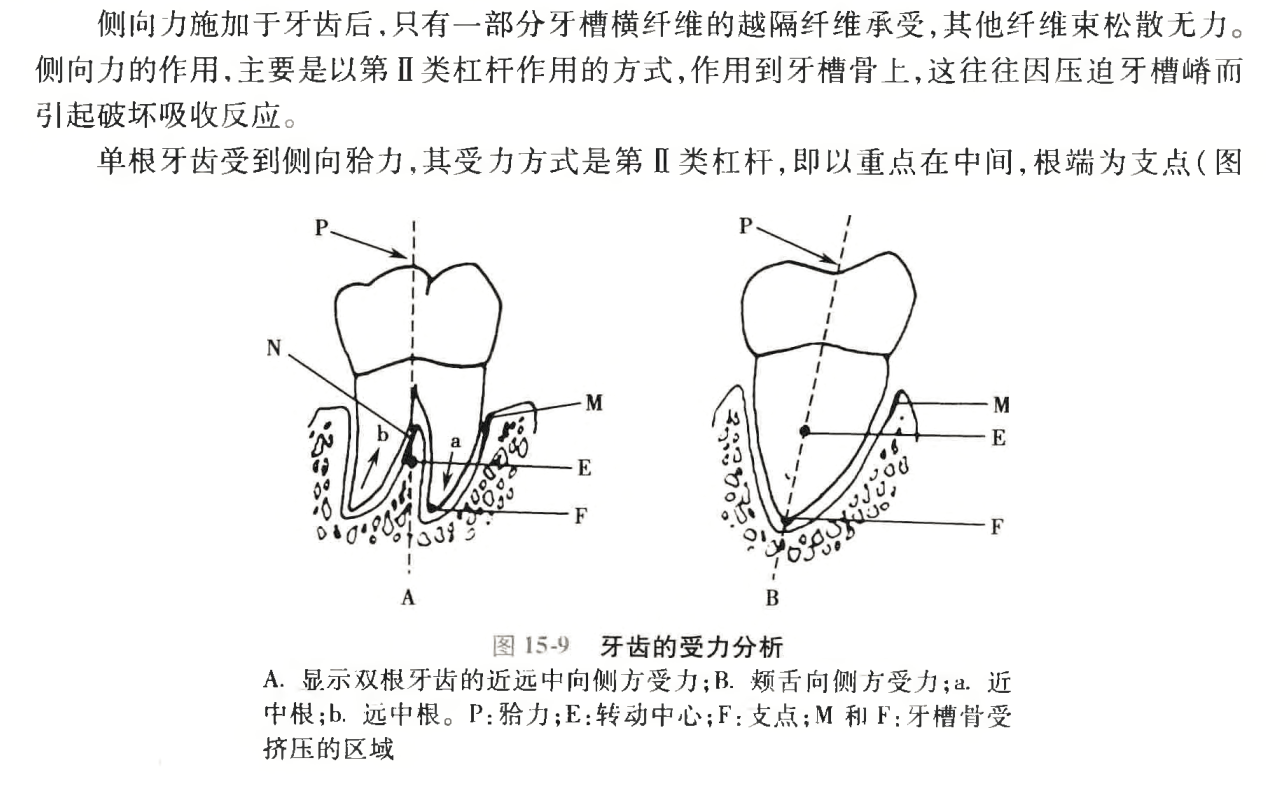 侧向力施加于牙齿后,只有一部分牙槽横纤维的越隔纤维承受,其他纤维束松散无力。
侧向力的作用,主要是以第Ⅱ类杠杆作用的方式,作用到牙槽骨上,这往往因压迫牙槽嵴而
引起破坏吸收反应。
单根牙齿受到侧向𬌗力,其受力方式是第Ⅱ类杠杆,即以重点在中间,根端为支点(图
P
N
b
a
M
E
F
A
P
M
E
F
B
图 15-9 牙齿的受力分析
A. 显示双根牙齿的近远中向侧方受力;B. 颊舌向侧方受力;a. 近
中根;b. 远中根。P:𬌗力;E:转动中心;F:支点;M 和 F:牙槽骨受
挤压的区域